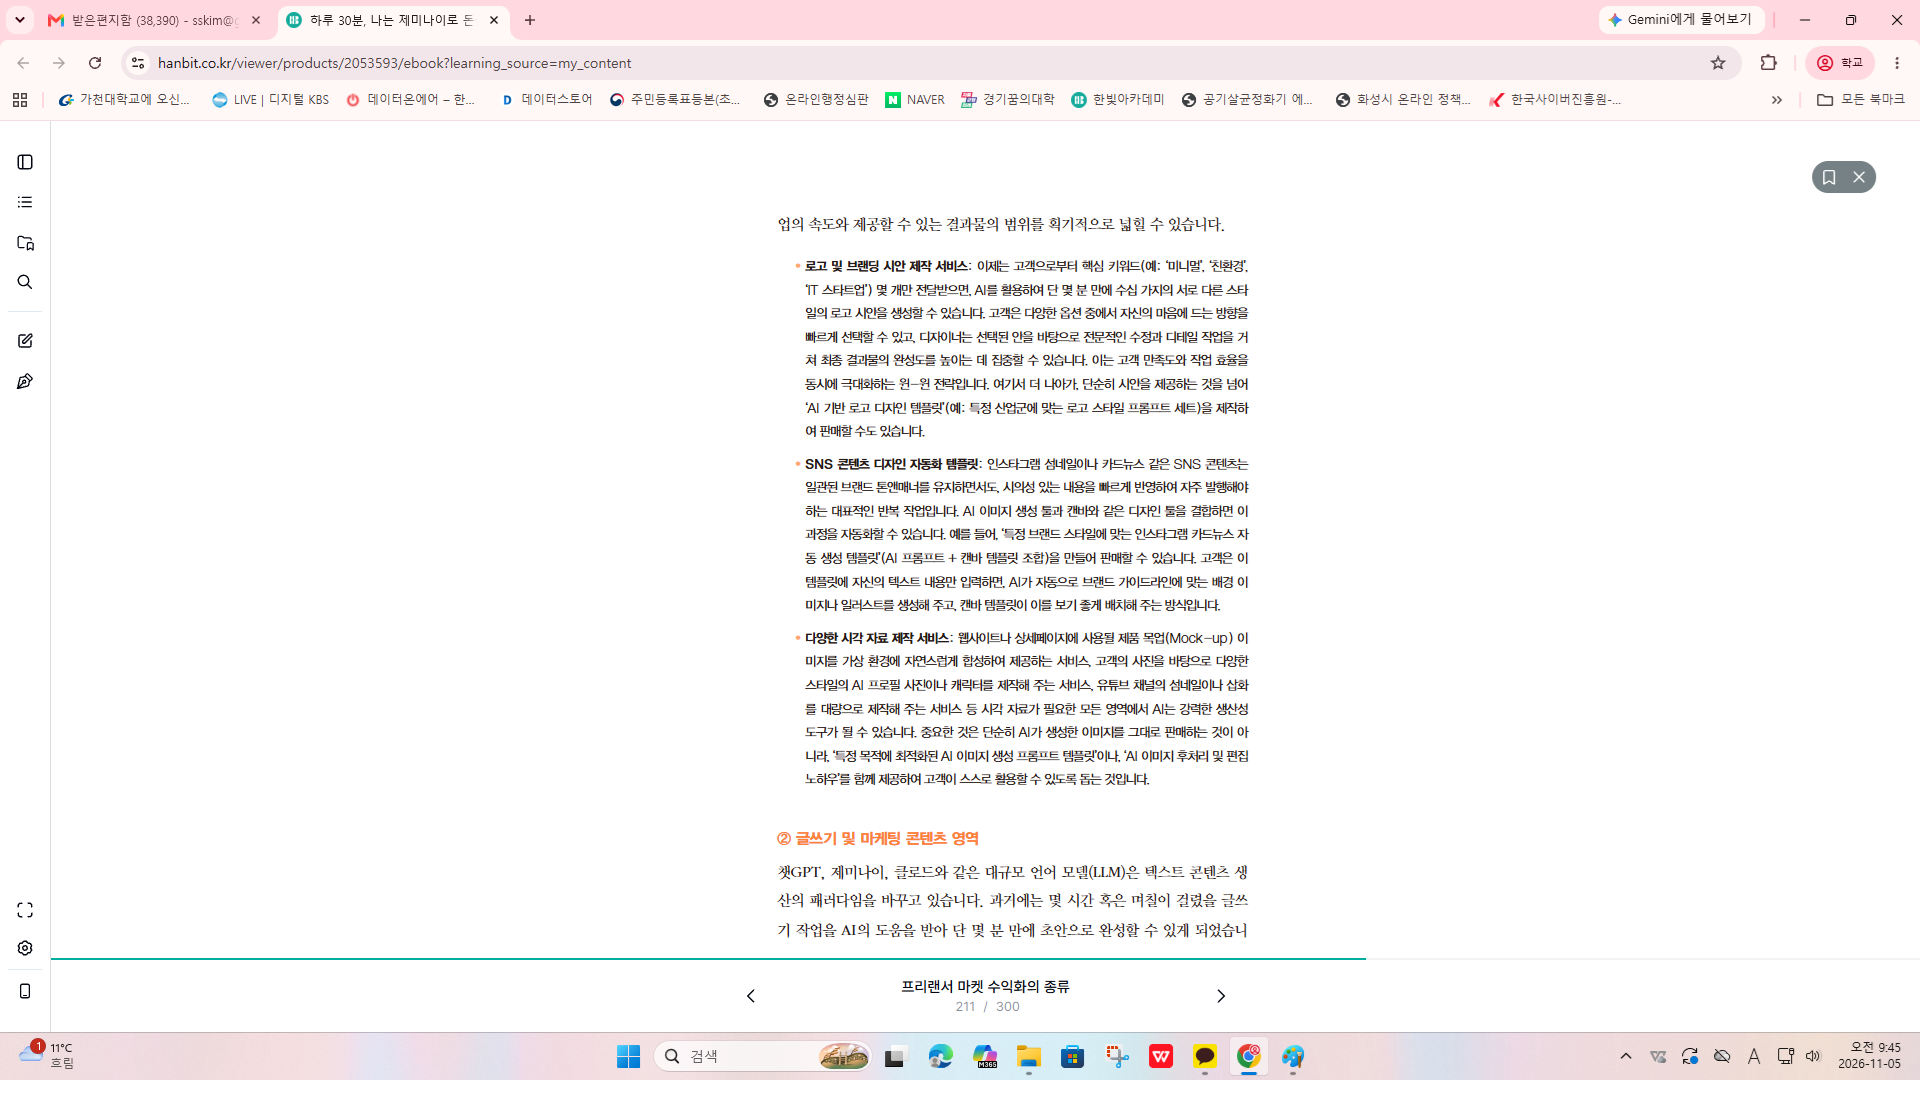 받은편지함 (38,390) - sskim@g
하루 30분, 나는 제미나이로 돈
Gemini에게 물어보기
hanbit.co.kr/viewer/products/2053593/ebook?learning_source=my_content
학교
가천대학교에 오신...
LIVE | 디지털 KBS
데이터온에어 – 한...
데이터스토어
주민등록표등본(초...
온라인행정심판
NAVER
경기꿈의대학
한빛아카데미
공기살균정화기 에...
화성시 온라인 정책...
한국사이버진흥원-...
모든 북마크
업의 속도와 제공할 수 있는 결과물의 범위를 획기적으로 넓힐 수 있습니다.
• 로고 및 브랜딩 시안 제작 서비스: 이제는 고객으로부터 핵심 키워드(예: ‘미니멀’, ‘친환경’,
‘IT 스타트업’) 몇 개만 전달받으면, AI를 활용하여 단 몇 분 만에 수십 가지의 서로 다른 스타
일의 로고 시안을 생성할 수 있습니다. 고객은 다양한 옵션 중에서 자신의 마음에 드는 방향을
빠르게 선택할 수 있고, 디자이너는 선택된 안을 바탕으로 전문적인 수정과 디테일 작업을 거
쳐 최종 결과물의 완성도를 높이는 데 집중할 수 있습니다. 이는 고객 만족도와 작업 효율을
동시에 극대화하는 윈–윈 전략입니다. 여기서 더 나아가, 단순히 시안을 제공하는 것을 넘어
‘AI 기반 로고 디자인 템플릿’(예: 특정 산업군에 맞는 로고 스타일 프롬프트 세트)을 제작하
여 판매할 수도 있습니다.
• SNS 콘텐츠 디자인 자동화 템플릿: 인스타그램 섬네일이나 카드뉴스 같은 SNS 콘텐츠는
일관된 브랜드 톤앤매너를 유지하면서도, 시의성 있는 내용을 빠르게 반영하여 자주 발행해야
하는 대표적인 반복 작업입니다. AI 이미지 생성 툴과 캔바와 같은 디자인 툴을 결합하면 이
과정을 자동화할 수 있습니다. 예를 들어, ‘특정 브랜드 스타일에 맞는 인스타그램 카드뉴스 자
동 생성 템플릿’(AI 프롬프트 + 캔바 템플릿 조합)을 만들어 판매할 수 있습니다. 고객은 이
템플릿에 자신의 텍스트 내용만 입력하면, AI가 자동으로 브랜드 가이드라인에 맞는 배경 이
미지나 일러스트를 생성해 주고, 캔바 템플릿이 이를 보기 좋게 배치해 주는 방식입니다.
• 다양한 시각 자료 제작 서비스: 웹사이트나 상세페이지에 사용될 제품 목업(Mock–up) 이
미지를 가상 환경에 자연스럽게 합성하여 제공하는 서비스, 고객의 사진을 바탕으로 다양한
스타일의 AI 프로필 사진이나 캐릭터를 제작해 주는 서비스, 유튜브 채널의 섬네일이나 삽화
를 대량으로 제작해 주는 서비스 등 시각 자료가 필요한 모든 영역에서 AI는 강력한 생산성
도구가 될 수 있습니다. 중요한 것은 단순히 AI가 생성한 이미지를 그대로 판매하는 것이 아
니라, ‘특정 목적에 최적화된 AI 이미지 생성 프롬프트 템플릿’이나, ‘AI 이미지 후처리 및 편집
노하우’를 함께 제공하여 고객이 스스로 활용할 수 있도록 돕는 것입니다.
② 글쓰기 및 마케팅 콘텐츠 영역
챗GPT, 제미나이, 클로드와 같은 대규모 언어 모델(LLM)은 텍스트 콘텐츠 생
산의 패러다임을 바꾸고 있습니다. 과거에는 몇 시간 혹은 며칠이 걸렸을 글쓰
기 작업을 AI의 도움을 받아 단 몇 분 만에 초안으로 완성할 수 있게 되었습니
프리랜서 마켓 수익화의 종류
211 / 300
1
11°C
흐림
검색
M365
A
오전 9:45
2026-11-05